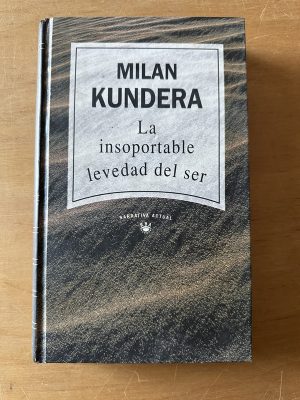 MILAN
KUNDERA
La
insoportable
levedad del ser
NARRATIVA ACTUAL